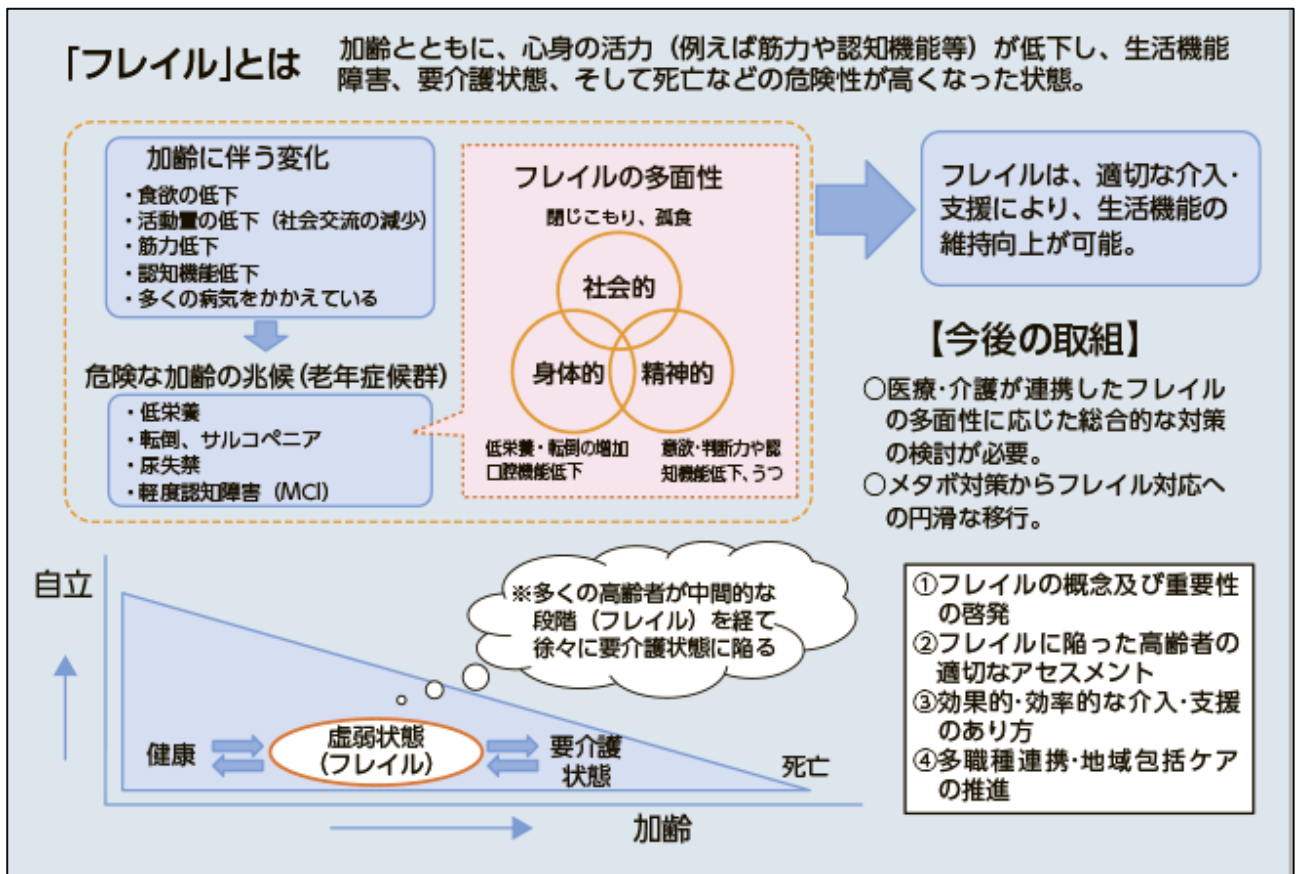 「フレイル」とは
加齢とともに、心身の活力（例えば筋力や認知機能等）が低下し、生活機能
障害、要介護状態、そして死亡などの危険性が高くなった状態。
加齢に伴う変化
・食欲の低下
・活動量の低下（社会交流の減少）
・筋力低下
・認知機能低下
・多くの病気をかかえている
危険な加齢の兆候（老年症候群）
・低栄養
・転倒、サルコペニア
・尿失禁
・軽度認知障害（MCI）
フレイルの多面性
閉じこもり、孤食
社会的
身体的
精神的
低栄養・転倒の増加
口腔機能低下
意欲・判断力や認
知機能低下、うつ
フレイルは、適切な介入・
支援により、生活機能の
維持向上が可能。
【今後の取組】
○医療・介護が連携したフレイル
の多面性に応じた総合的な対策
の検討が必要。
○メタボ対策からフレイル対応へ
の円滑な移行。
①フレイルの概念及び重要性
の啓発
②フレイルに陥った高齢者の
適切なアセスメント
③効果的・効率的な介入・支援
のあり方
④多職種連携・地域包括ケア
の推進
自立
※多くの高齢者が中間的な
段階（フレイル）を経て
徐々に要介護状態に陥る
健康
虚弱状態
（フレイル）
要介護
状態
死亡
加齢